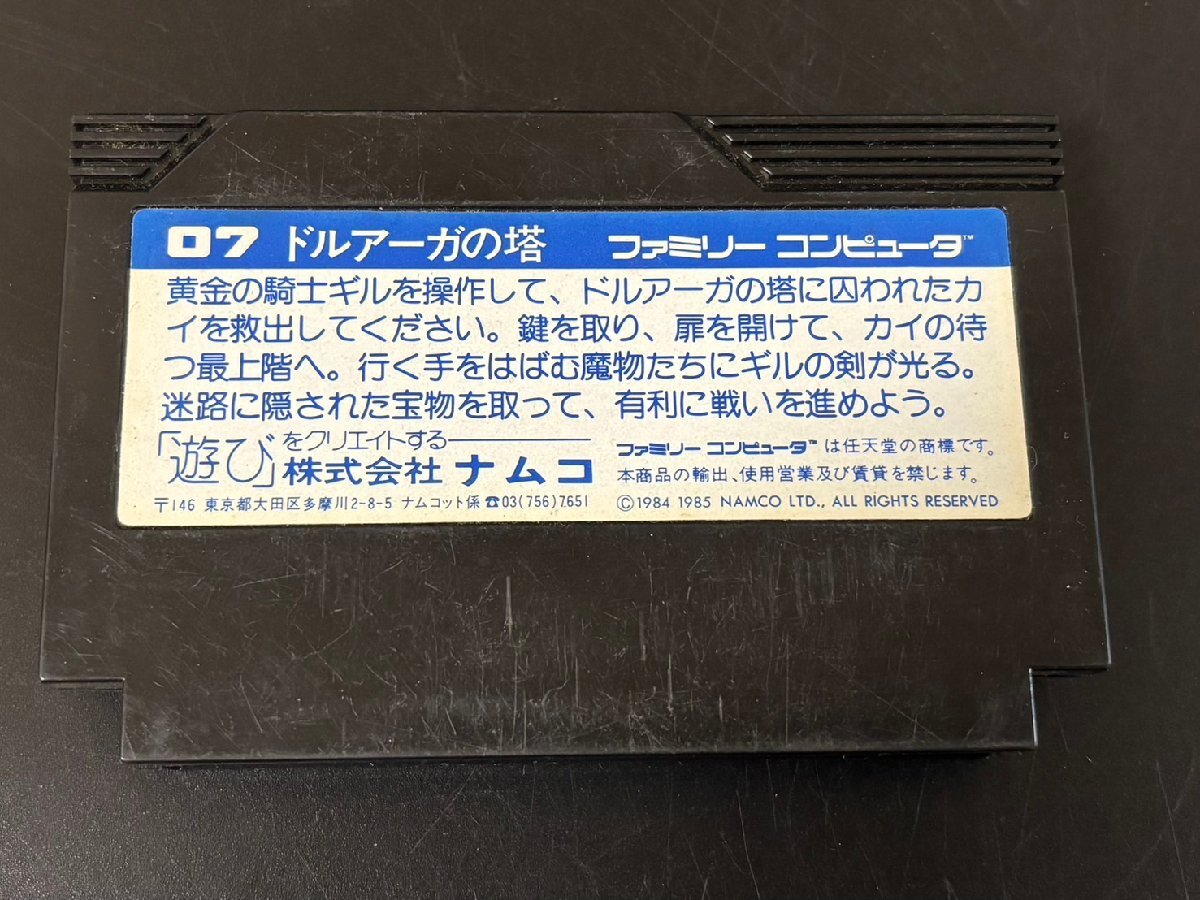 07 ドルアーガの塔 ファミリー コンピュータ™
黄金の騎士ギルを操作して、ドルアーガの塔に囚われたカ
イを救出してください。鍵を取り、扉を開けて、カイの待
つ最上階へ。行く手をはばむ魔物たちにギルの剣が光る。
迷路に隠された宝物を取って、有利に戦いを進めよう。
「遊び」をクリエイトする
株式会社 ナムコ
〒146 東京都大田区多摩川2-8-5 ナムコット係 ☎03(756)7651
ファミリー コンピュータ™ は任天堂の商標です。
本商品の輸出、使用営業及び賃貸を禁じます。
©1984 1985 NAMCO LTD., ALL RIGHTS RESERVED